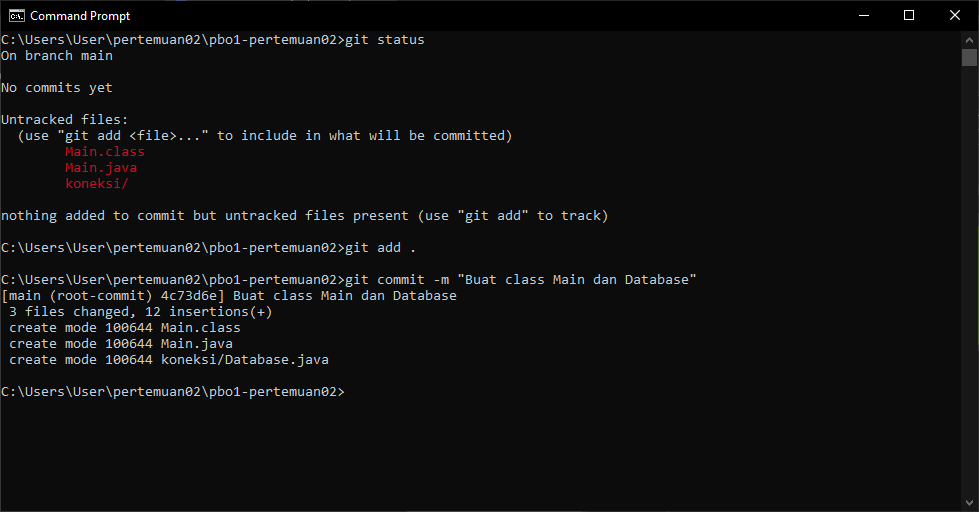 Command Prompt
C:\Users\User\pertemuan02\pbo1-pertemuan02>git status
On branch main
No commits yet
Untracked files:
  (use "git add <file>..." to include in what will be committed)
        Main.class
        Main.java
        koneksi/
nothing added to commit but untracked files present (use "git add" to track)
C:\Users\User\pertemuan02\pbo1-pertemuan02>git add .
C:\Users\User\pertemuan02\pbo1-pertemuan02>git commit -m "Buat class Main dan Database"
[main (root-commit) 4c73d6e] Buat class Main dan Database
 3 files changed, 12 insertions(+)
 create mode 100644 Main.class
 create mode 100644 Main.java
 create mode 100644 koneksi/Database.java
C:\Users\User\pertemuan02\pbo1-pertemuan02>